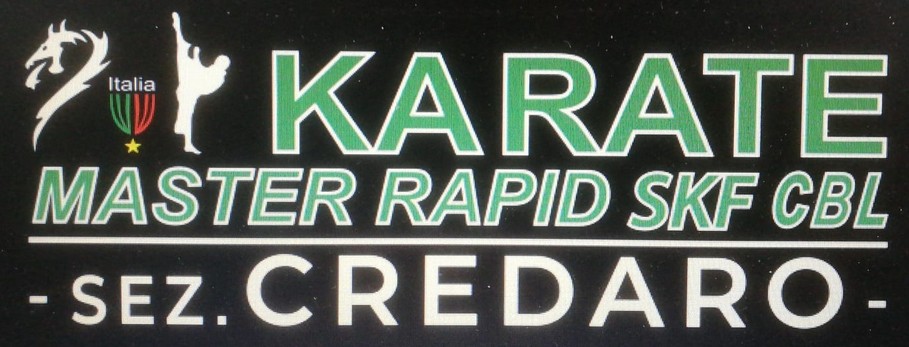 Italia
KARATE
MASTER RAPID SKF CBL
- SEZ. CREDARO -